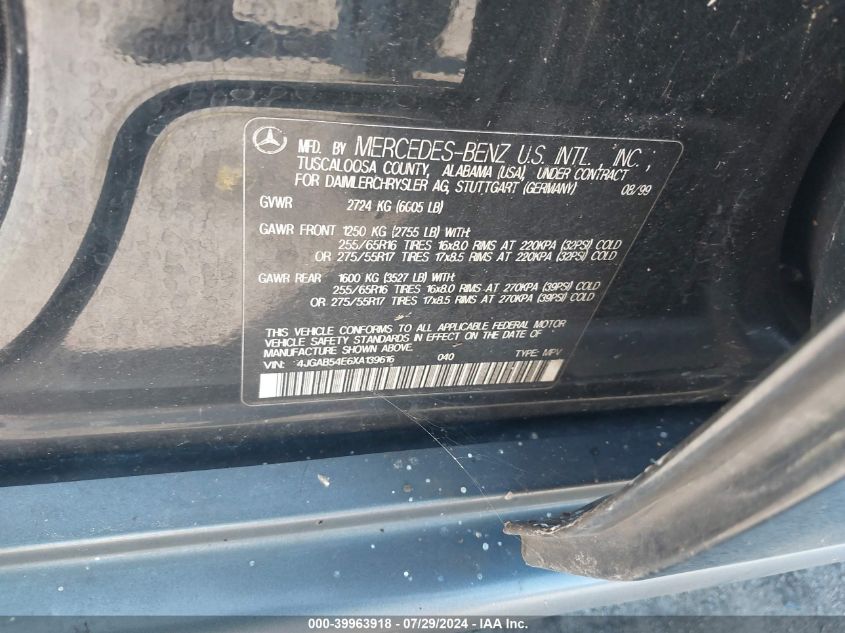 MFD. BY MERCEDES-BENZ U.S. INTL., INC.,
TUSCALOOSA COUNTY, ALABAMA (USA), UNDER CONTRACT
FOR DAIMLERCHRYSLER AG, STUTTGART (GERMANY) 08/99
GVWR 2724 KG (6005 LB)
GAWR FRONT 1250 KG (2755 LB) WITH:
255/65R16 TIRES 16x8.0 RIMS AT 220KPA (32PSI) COLD
OR 275/55R17 TIRES 17x8.5 RIMS AT 220KPA (32PSI) COLD
GAWR REAR 1600 KG (3527 LB) WITH:
255/65R16 TIRES 16x8.0 RIMS AT 270KPA (39PSI) COLD
OR 275/55R17 TIRES 17x8.5 RIMS AT 270KPA (39PSI) COLD
THIS VEHICLE CONFORMS TO ALL APPLICABLE FEDERAL MOTOR
VEHICLE SAFETY STANDARDS IN EFFECT ON THE DATE OF
MANUFACTURE SHOWN ABOVE.
VIN: 4JGAB54E6XA139616 040 TYPE: MPV
000-39963918 / 07/29/2024 - IAA Inc.